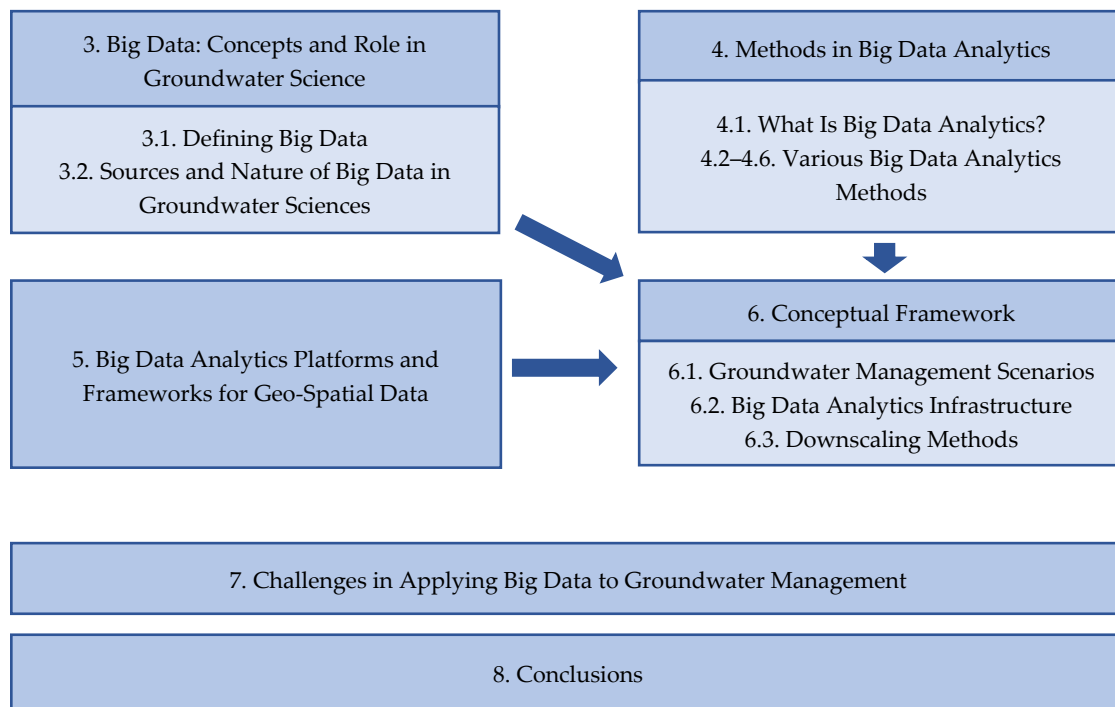 3. Big Data: Concepts and Role in
Groundwater Science
3.1. Defining Big Data
3.2. Sources and Nature of Big Data in
Groundwater Sciences
4. Methods in Big Data Analytics
4.1. What Is Big Data Analytics?
4.2–4.6. Various Big Data Analytics
Methods
5. Big Data Analytics Platforms and
Frameworks for Geo-Spatial Data
6. Conceptual Framework
6.1. Groundwater Management Scenarios
6.2. Big Data Analytics Infrastructure
6.3. Downscaling Methods
7. Challenges in Applying Big Data to Groundwater Management
8. Conclusions